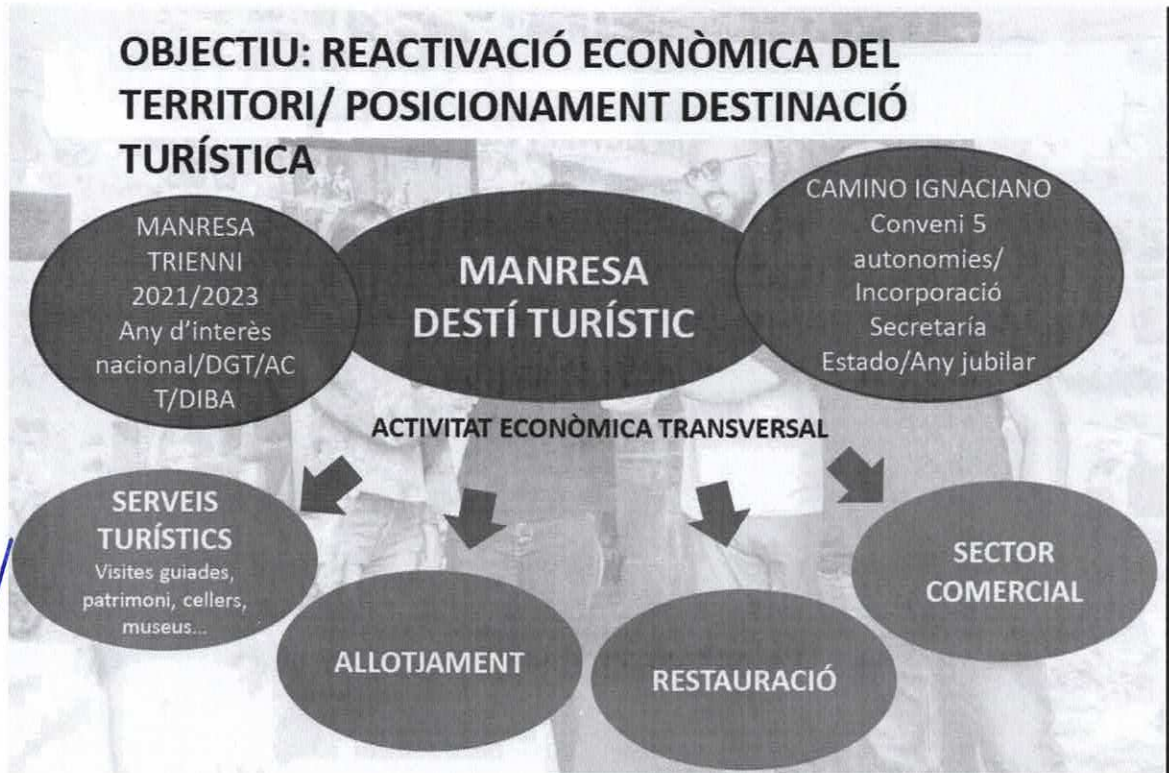 OBJECTIU: REACTIVACIÓ ECONÒMICA DEL
TERRITORI/ POSICIONAMENT DESTINACIÓ
TURÍSTICA
MANRESA
TRIENNI
2021/2023
Any d'interès
nacional/DGT/AC
T/DIBA
MANRESA
DESTÍ TURÍSTIC
CAMINO IGNACIANO
Conveni 5
autonomies/
Incorporació
Secretaría
Estado/Any jubilar
ACTIVITAT ECONÒMICA TRANSVERSAL
SERVEIS
TURÍSTICS
Visites guiades,
patrimoni, cellers,
museus...
ALLOTJAMENT
RESTAURACIÓ
SECTOR
COMERCIAL